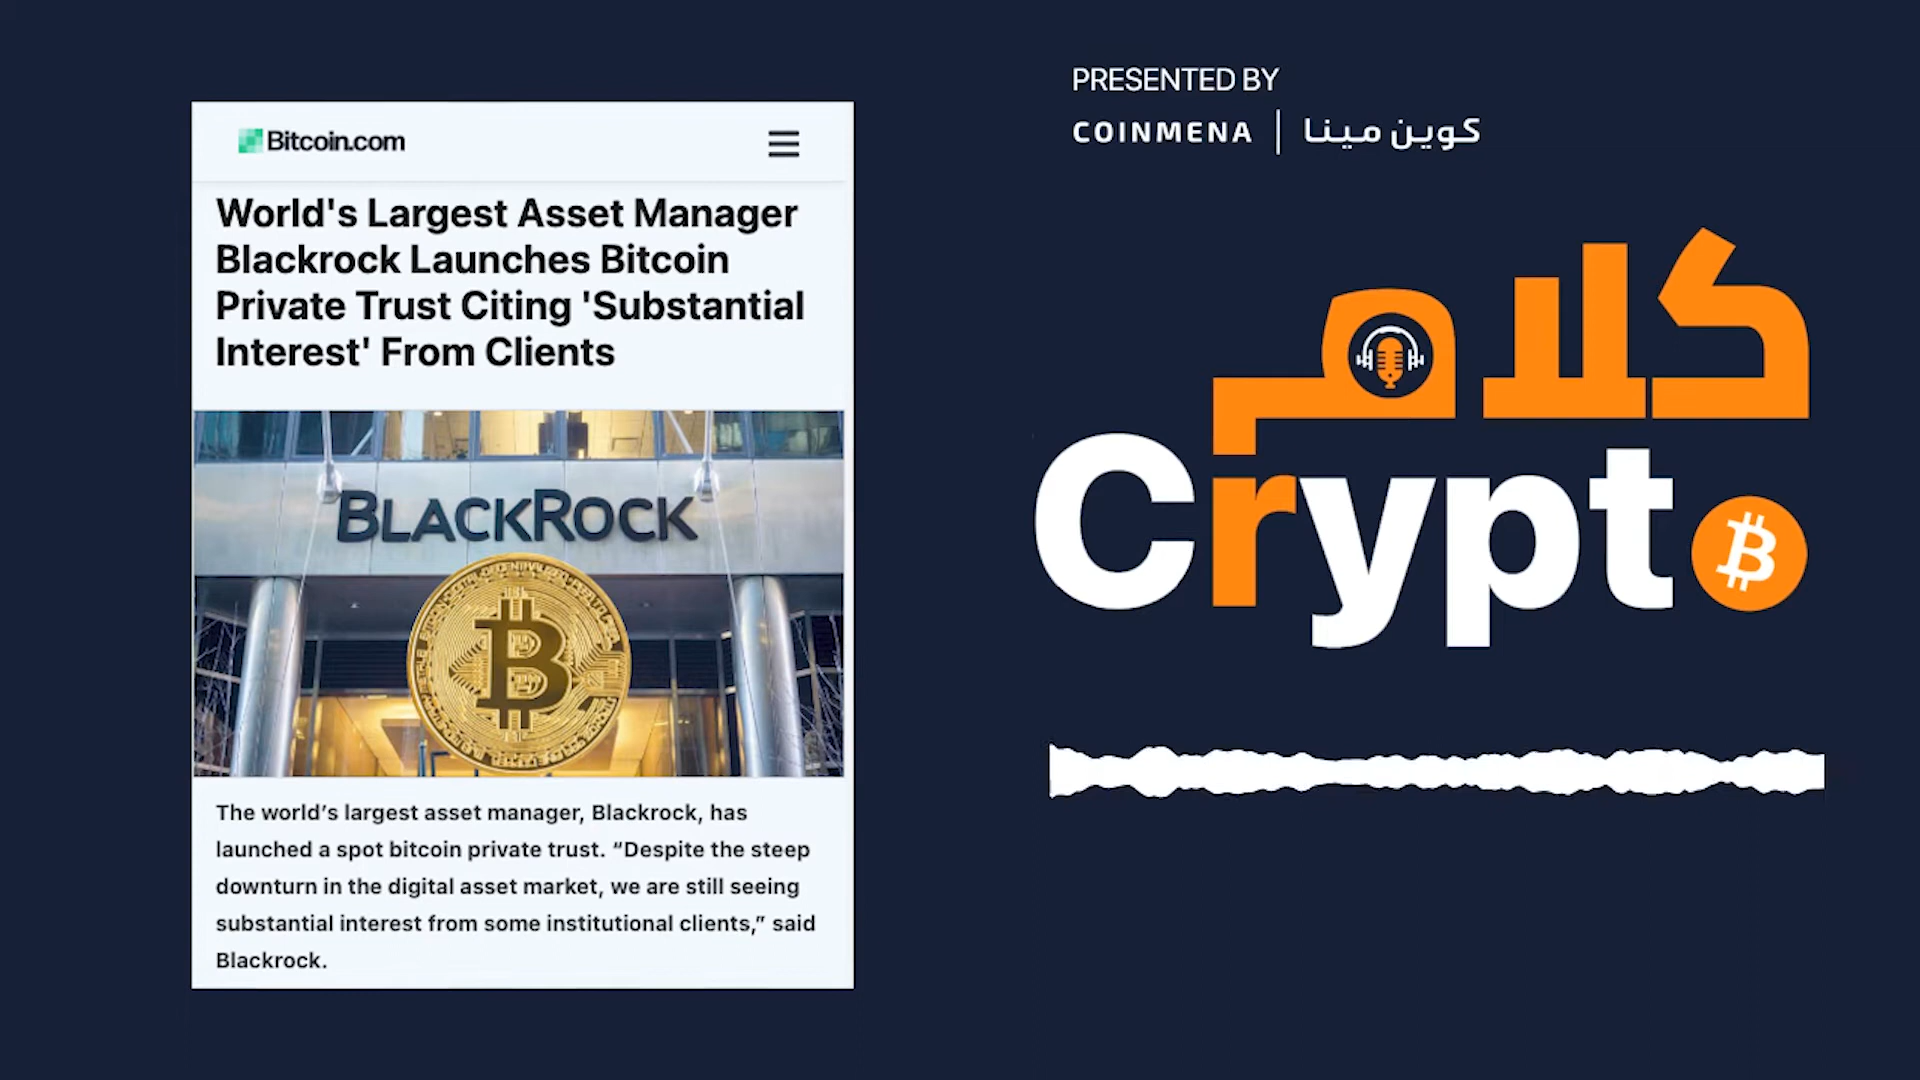 Bitcoin.com
World's Largest Asset Manager
Blackrock Launches Bitcoin
Private Trust Citing 'Substantial
Interest' From Clients
BLACKROCK
The world’s largest asset manager, Blackrock, has
launched a spot bitcoin private trust. “Despite the steep
downturn in the digital asset market, we are still seeing
substantial interest from some institutional clients,” said
Blackrock.
PRESENTED BY
COINMENA | كوين مينا
كلام
Crypto